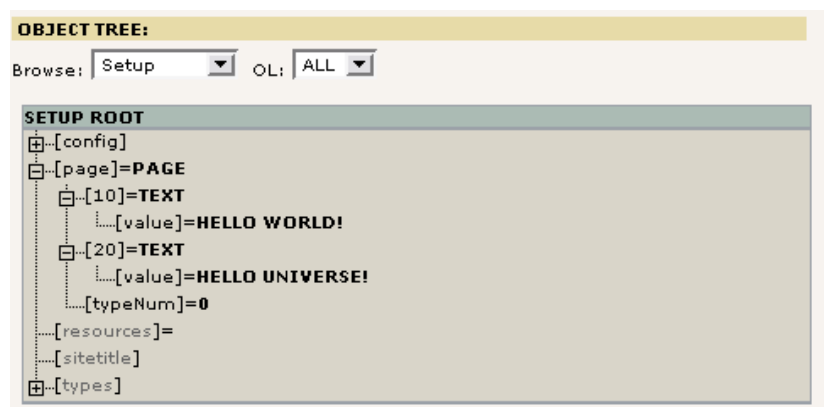 OBJECT TREE:
Browse: Setup OL: ALL
SETUP ROOT
[config]
[page]=PAGE
[10]=TEXT
[value]=HELLO WORLD!
[20]=TEXT
[value]=HELLO UNIVERSE!
[typeNum]=0
[resources]=
[sitetitle]
[types]